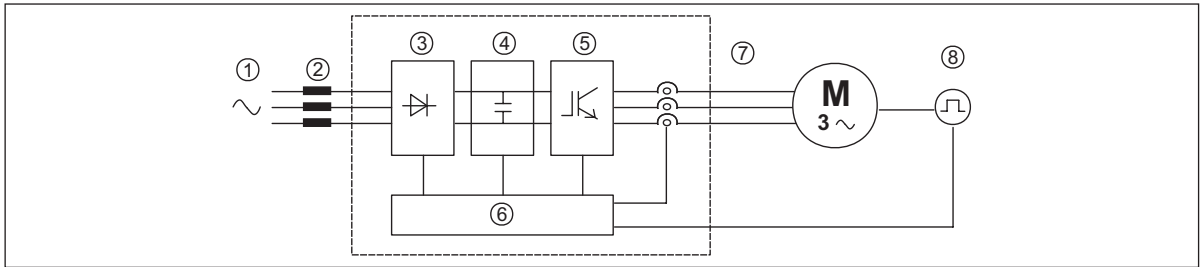 ③ ④ ⑤
① ② ⑦ ⑧
M
3 ~
⑥